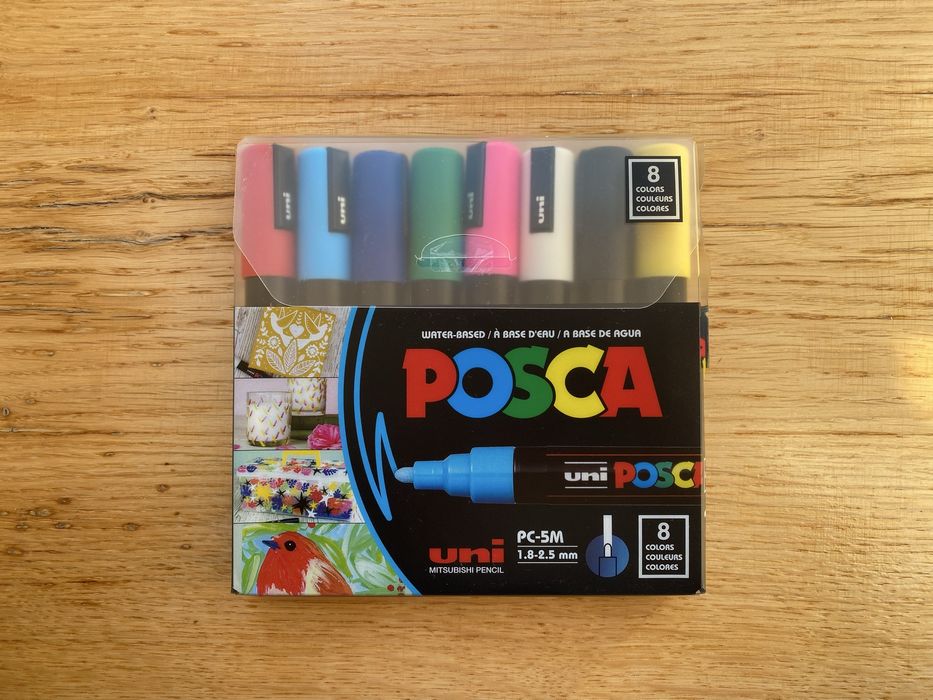 uni
uni
uni
uni
8
COLORS
COULEURS
COLORES
WATER-BASED / À BASE D'EAU / A BASE DE AGUA
POSCA
uni POSC
uni
MITSUBISHI PENCIL
PC-5M
1.8-2.5 mm
8
COLORS
COULEURS
COLORES